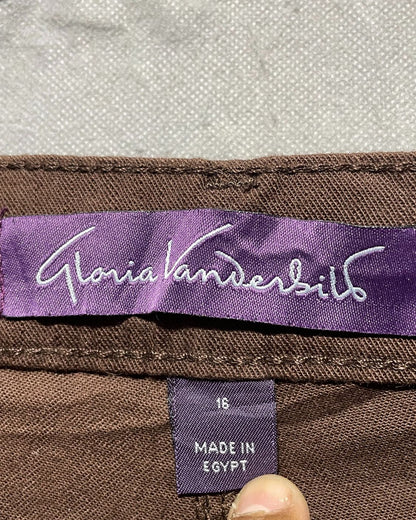 Gloria Vanderbilt
16
MADE IN
EGYPT